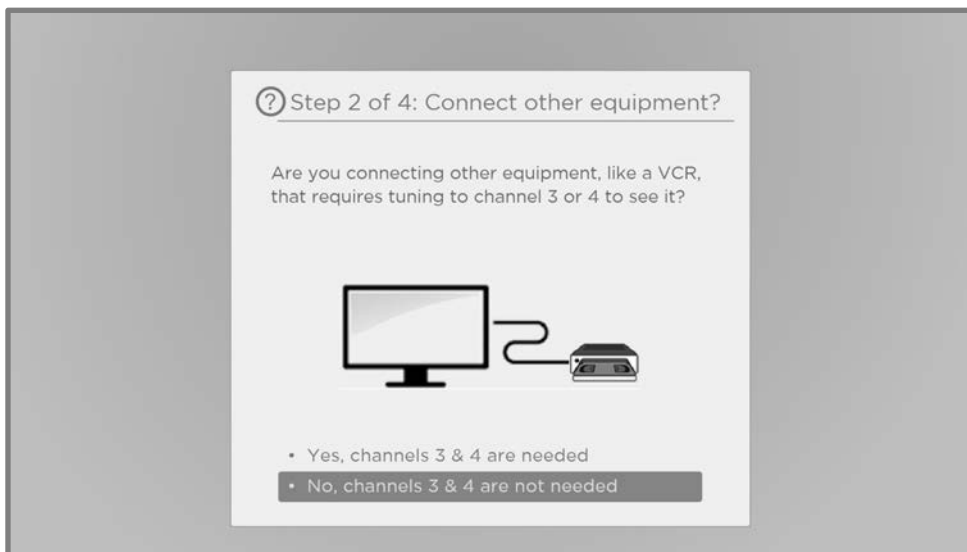 ? Step 2 of 4: Connect other equipment?
Are you connecting other equipment, like a VCR,
that requires tuning to channel 3 or 4 to see it?
• Yes, channels 3 & 4 are needed
• No, channels 3 & 4 are not needed